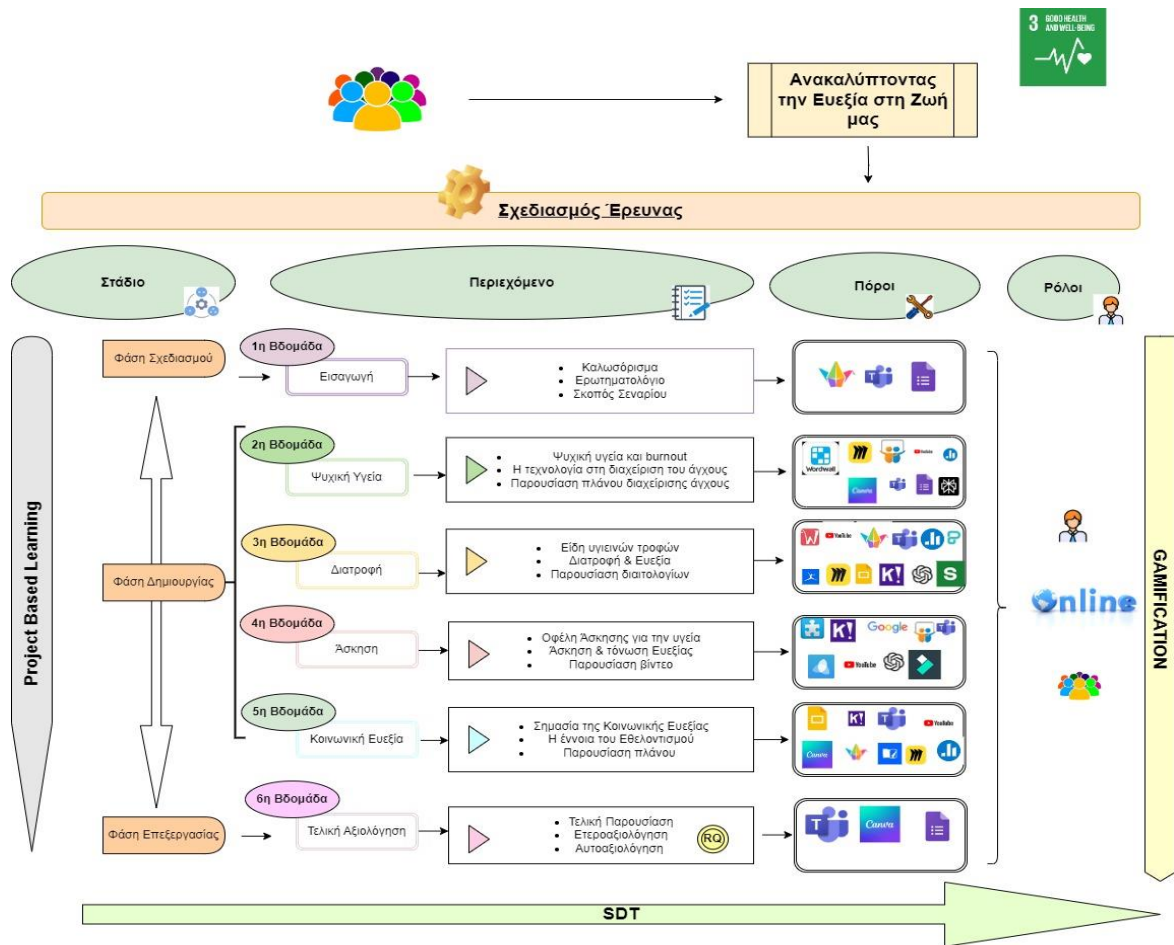 3 GOOD HEALTH
AND WELL-BEING
Ανακαλύπτοντας
την Ευεξία στη Ζωή
μας
Σχεδιασμός Έρευνας
Στάδιο
Περιεχόμενο
Πόροι
Ρόλοι
Project Based Learning
GAMIFICATION
Φάση Σχεδιασμού
1η Βδομάδα
Εισαγωγή
• Καλωσόρισμα
• Ερωτηματολόγιο
• Σκοπός Σεναρίου
2η Βδομάδα
Ψυχική Υγεία
• Ψυχική υγεία και burnout
• Η τεχνολογία στη διαχείριση του άγχους
• Παρουσίαση πλάνου διαχείρισης άγχους
Wordwall
YouTube
Canva
Φάση Δημιουργίας
3η Βδομάδα
Διατροφή
• Είδη υγιεινών τροφών
• Διατροφή & Ευεξία
• Παρουσίαση διαιτολογίων
YouTube
K!
S
4η Βδομάδα
Άσκηση
• Οφέλη Άσκησης για την υγεία
• Άσκηση & τόνωση Ευεξίας
• Παρουσίαση βίντεο
K!
Google
YouTube
Online
5η Βδομάδα
Κοινωνική Ευεξία
• Σημασία της Κοινωνικής Ευεξίας
• Η έννοια του Εθελοντισμού
• Παρουσίαση πλάνου
K!
YouTube
Canva
Φάση Επεξεργασίας
6η Βδομάδα
Τελική Αξιολόγηση
• Τελική Παρουσίαση
• Ετεροαξιολόγηση
• Αυτοαξιολόγηση
RQ
Canva
SDT